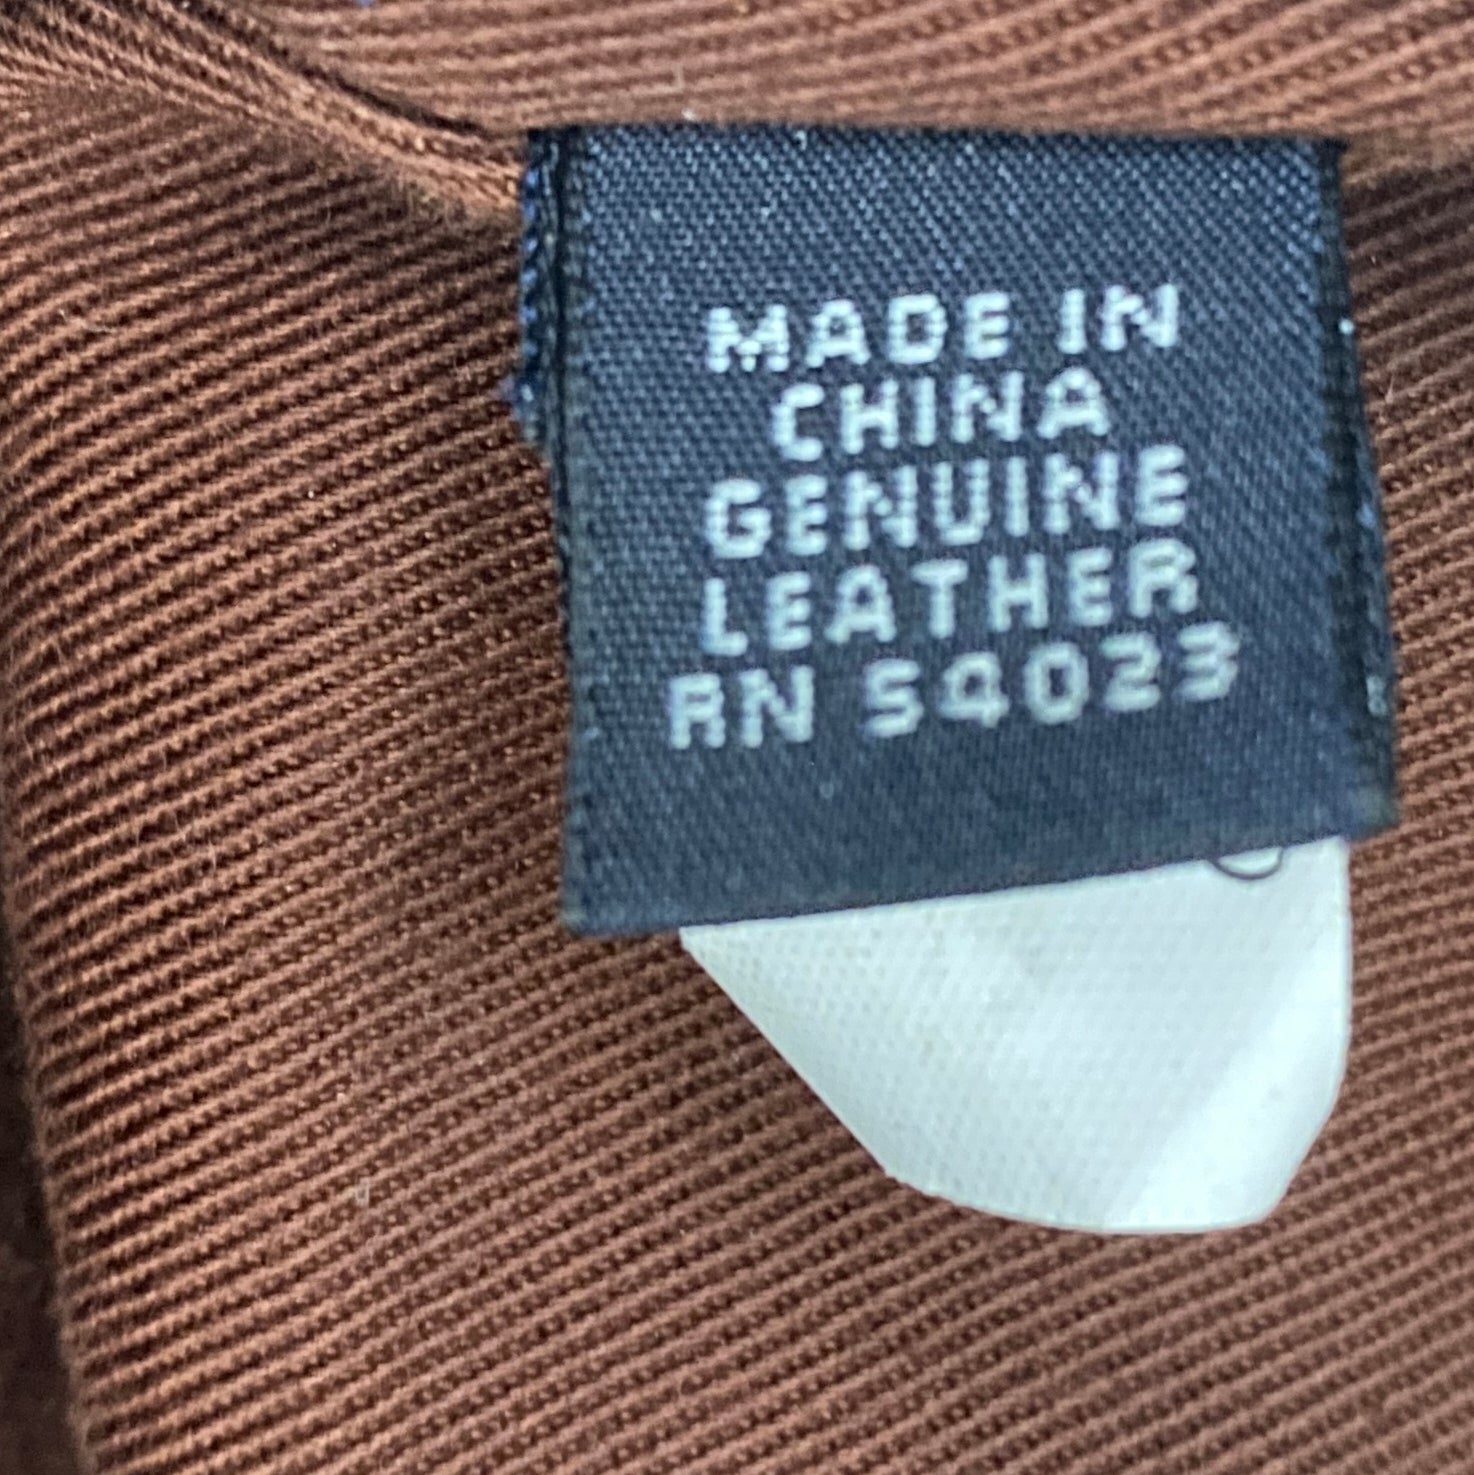 MADE IN
CHINA
GENUINE
LEATHER
RN 54023